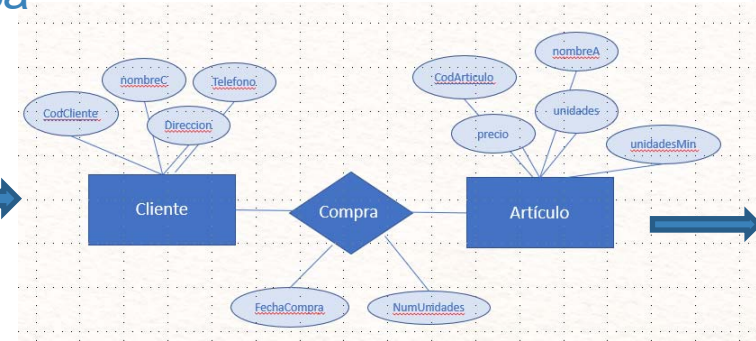 nombreA
nombreC
Telefono
CodArticulo
CodCliente
Direccion
unidades
precio
unidadesMin
Cliente
Compra
Artículo
FechaCompra
NumUnidades